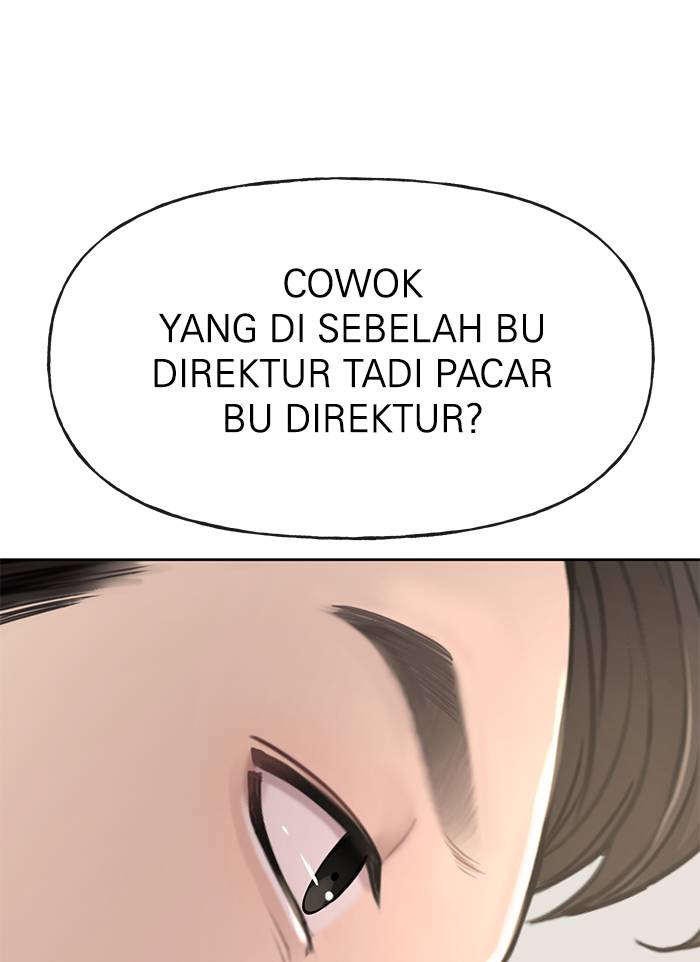 COWOK
YANG DI SEBELAH BU
DIREKTUR TADI PACAR
BU DIREKTUR?